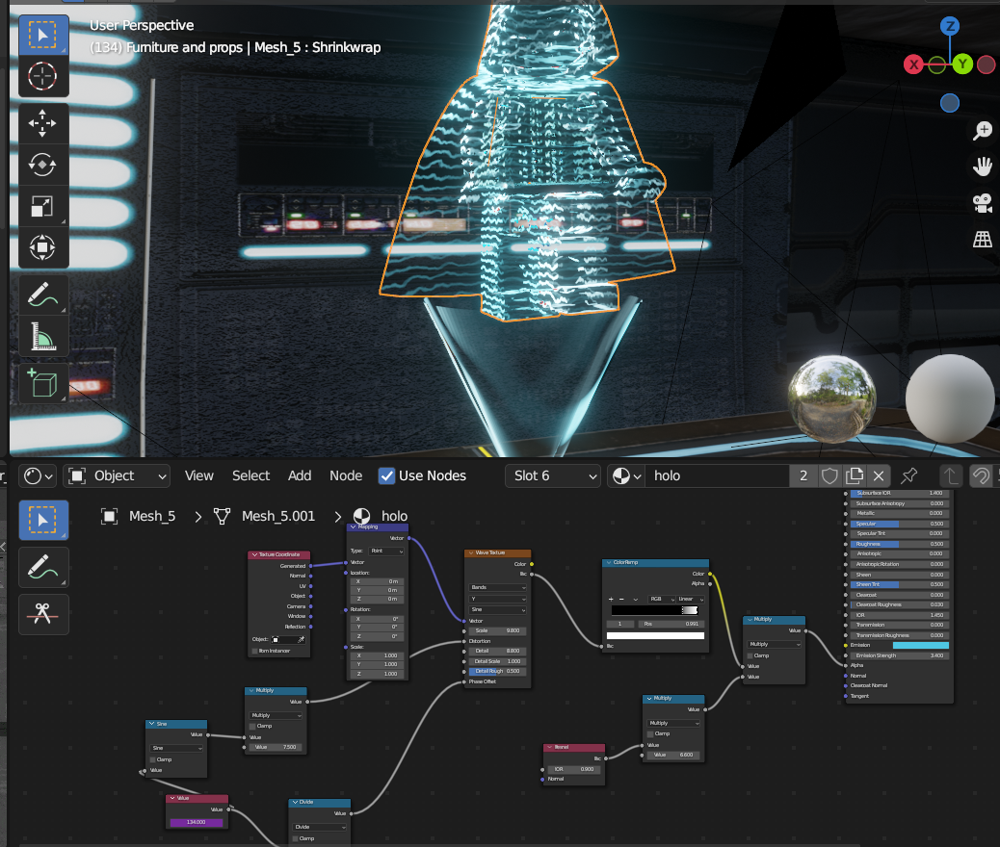 User Perspective
(134) Furniture and props | Mesh_5 : Shrinkwrap
Z
X
Y
Object
View
Select
Add
Node
Use Nodes
Slot 6
holo
2
Mesh_5
Mesh_5.001
holo
Texture Coordinate
Generated
Normal
UV
Object
Camera
Window
Reflection
Object:
From Instancer
Mapping
Vector
Type: Point
Vector
Location:
X 0 m
Y 0 m
Z 0 m
Rotation:
X 0°
Y 0°
Z 0°
Scale:
X 1.000
Y 1.000
Z 1.000
Wave Texture
Color
Fac
Bands
Y
Sine
Vector
Scale 9.800
Distortion
Detail 8.800
Detail Scale 1.000
Detail Rough 0.500
Phase Offset
ColorRamp
Color
Alpha
RGB
Linear
1 Pos 0.991
Fac
Multiply
Value
Multiply
Clamp
Value
Value
Subsurface IOR 1.400
Subsurface Anisotropy 0.000
Metallic 0.000
Specular 0.500
Specular Tint 0.000
Roughness 0.500
Anisotropic 0.000
Anisotropic Rotation 0.000
Sheen 0.000
Sheen Tint 0.500
Clearcoat 0.000
Clearcoat Roughness 0.030
IOR 1.450
Transmission 0.000
Transmission Roughness 0.000
Emission
Emission Strength 3.400
Alpha
Normal
Clearcoat Normal
Tangent
Multiply
Value
Multiply
Clamp
Value
Value 7.500
Sine
Value
Sine
Clamp
Value
Value
Value
134.000
Divide
Value
Divide
Clamp
Fresnel
Fac
IOR 0.900
Normal
Multiply
Value
Multiply
Clamp
Value
Value 6.600